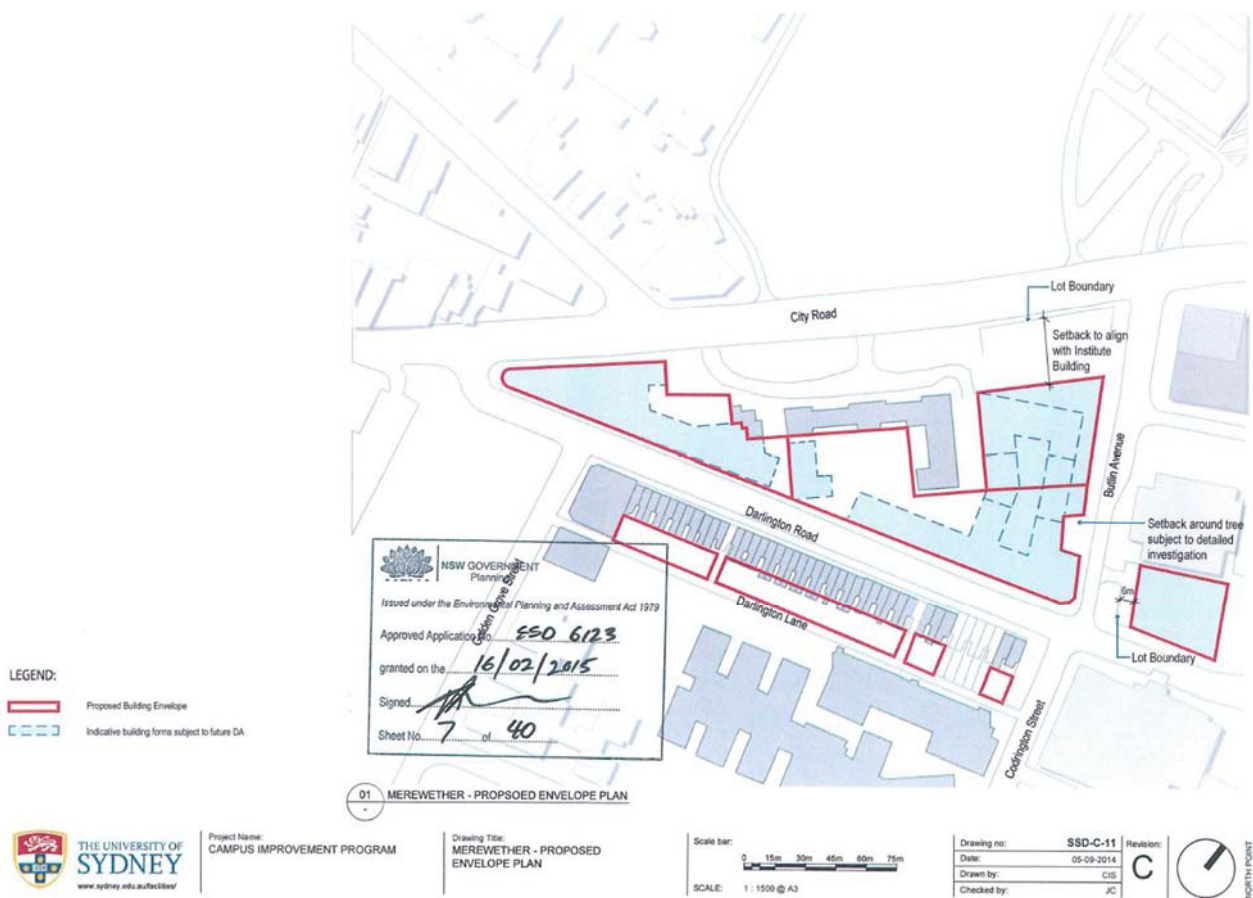 City Road
Lot Boundary
Setback to align
with Institute
Building
Butlin Avenue
Setback around tree
subject to detailed
investigation
6m
Lot Boundary
Darlington Road
Darlington Lane
Golden Grove Street
Codrington Street
NSW GOVERNMENT
Planning
Issued under the Environmental Planning and Assessment Act 1979
Approved Application No SSD 6123
granted on the 16/02/2015
Signed
Sheet No. 7 of 40
LEGEND:
Proposed Building Envelope
Indicative building forms subject to future DA
01 MEREWETHER - PROPSOED ENVELOPE PLAN
THE UNIVERSITY OF
SYDNEY
www.sydney.edu.au/facilities/
Project Name:
CAMPUS IMPROVEMENT PROGRAM
Drawing Title:
MEREWETHER - PROPOSED
ENVELOPE PLAN
Scale bar:
0 15m 30m 45m 60m 75m
SCALE: 1 : 1500 @ A3
Drawing no: SSD-C-11
Date: 05-09-2014
Drawn by: CIS
Checked by: JC
Revision:
C
NORTH POINT